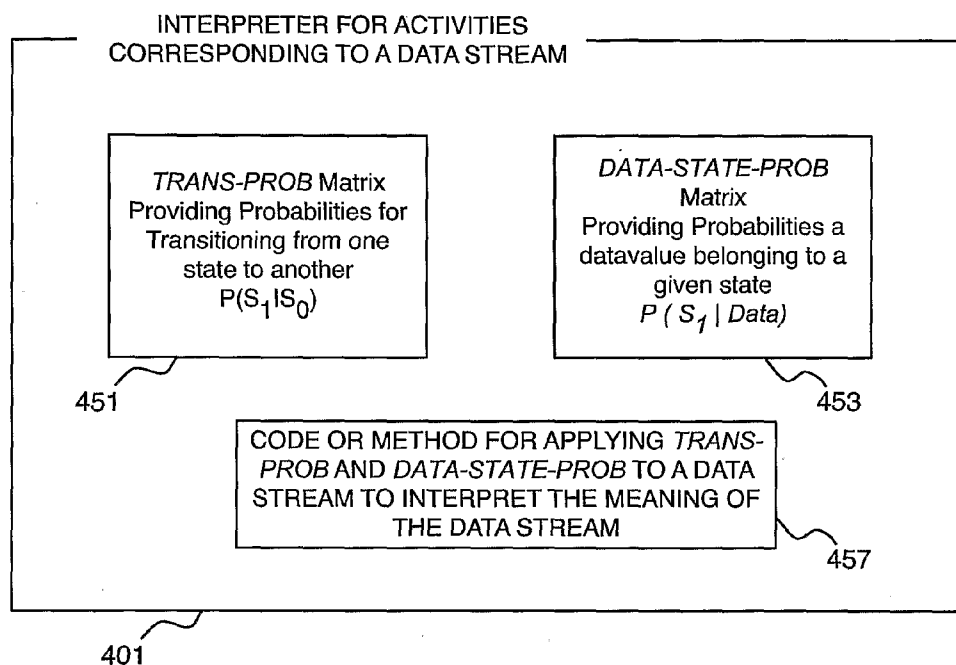 INTERPRETER FOR ACTIVITIES
CORRESPONDING TO A DATA STREAM
TRANS-PROB Matrix
Providing Probabilities for
Transitioning from one
state to another
P(S1|S0)
451
DATA-STATE-PROB
Matrix
Providing Probabilities a
datavalue belonging to a
given state
P ( S1 | Data)
453
CODE OR METHOD FOR APPLYING TRANS-
PROB AND DATA-STATE-PROB TO A DATA
STREAM TO INTERPRET THE MEANING OF
THE DATA STREAM
457
401